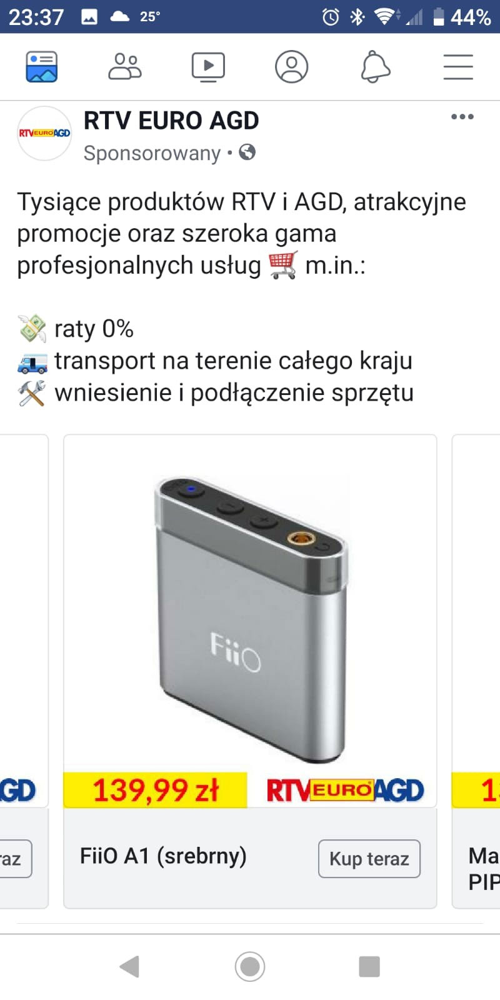 23:37 25° 44%
RTV EURO AGD
RTV EURO AGD
Sponsorowany •
Tysiące produktów RTV i AGD, atrakcyjne
promocje oraz szeroka gama
profesjonalnych usług m.in.:
raty 0%
transport na terenie całego kraju
wniesienie i podłączenie sprzętu
FiiO
GD 139,99 zł RTV EURO AGD 1
az FiiO A1 (srebrny) Kup teraz Ma
PIP